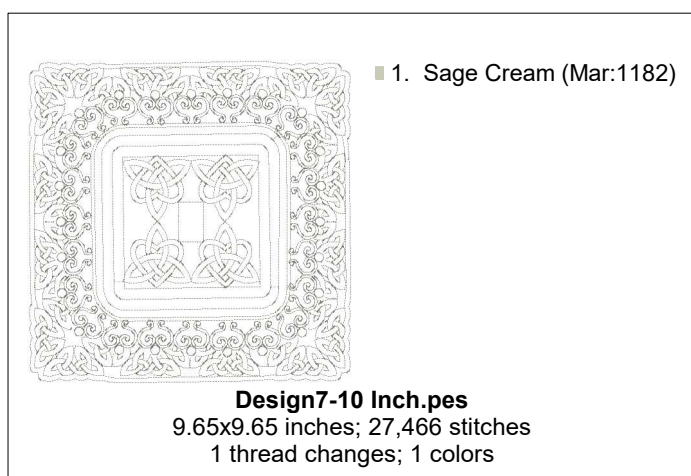 1. Sage Cream (Mar:1182)
Design7-10 Inch.pes
9.65x9.65 inches; 27,466 stitches
1 thread changes; 1 colors